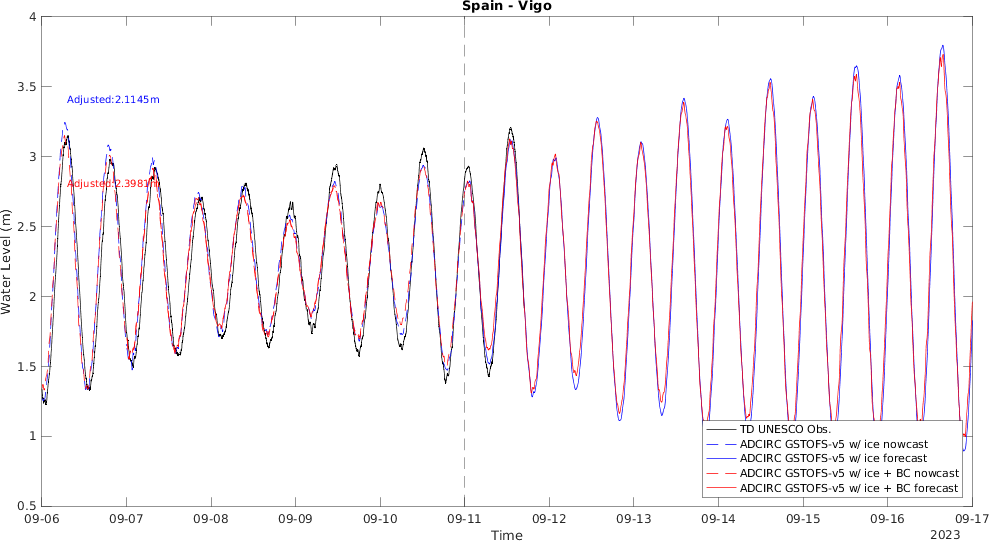 Spain - Vigo
4
3.5
3
2.5
2
1.5
1
0.5
Water Level (m)
Adjusted:2.1145m
Adjusted:2.3981m
TD UNESCO Obs.
ADCIRC GSTOFS-v5 w/ ice nowcast
ADCIRC GSTOFS-v5 w/ ice forecast
ADCIRC GSTOFS-v5 w/ ice + BC nowcast
ADCIRC GSTOFS-v5 w/ ice + BC forecast
09-06 09-07 09-08 09-09 09-10 09-11 09-12 09-13 09-14 09-15 09-16 09-17
Time
2023